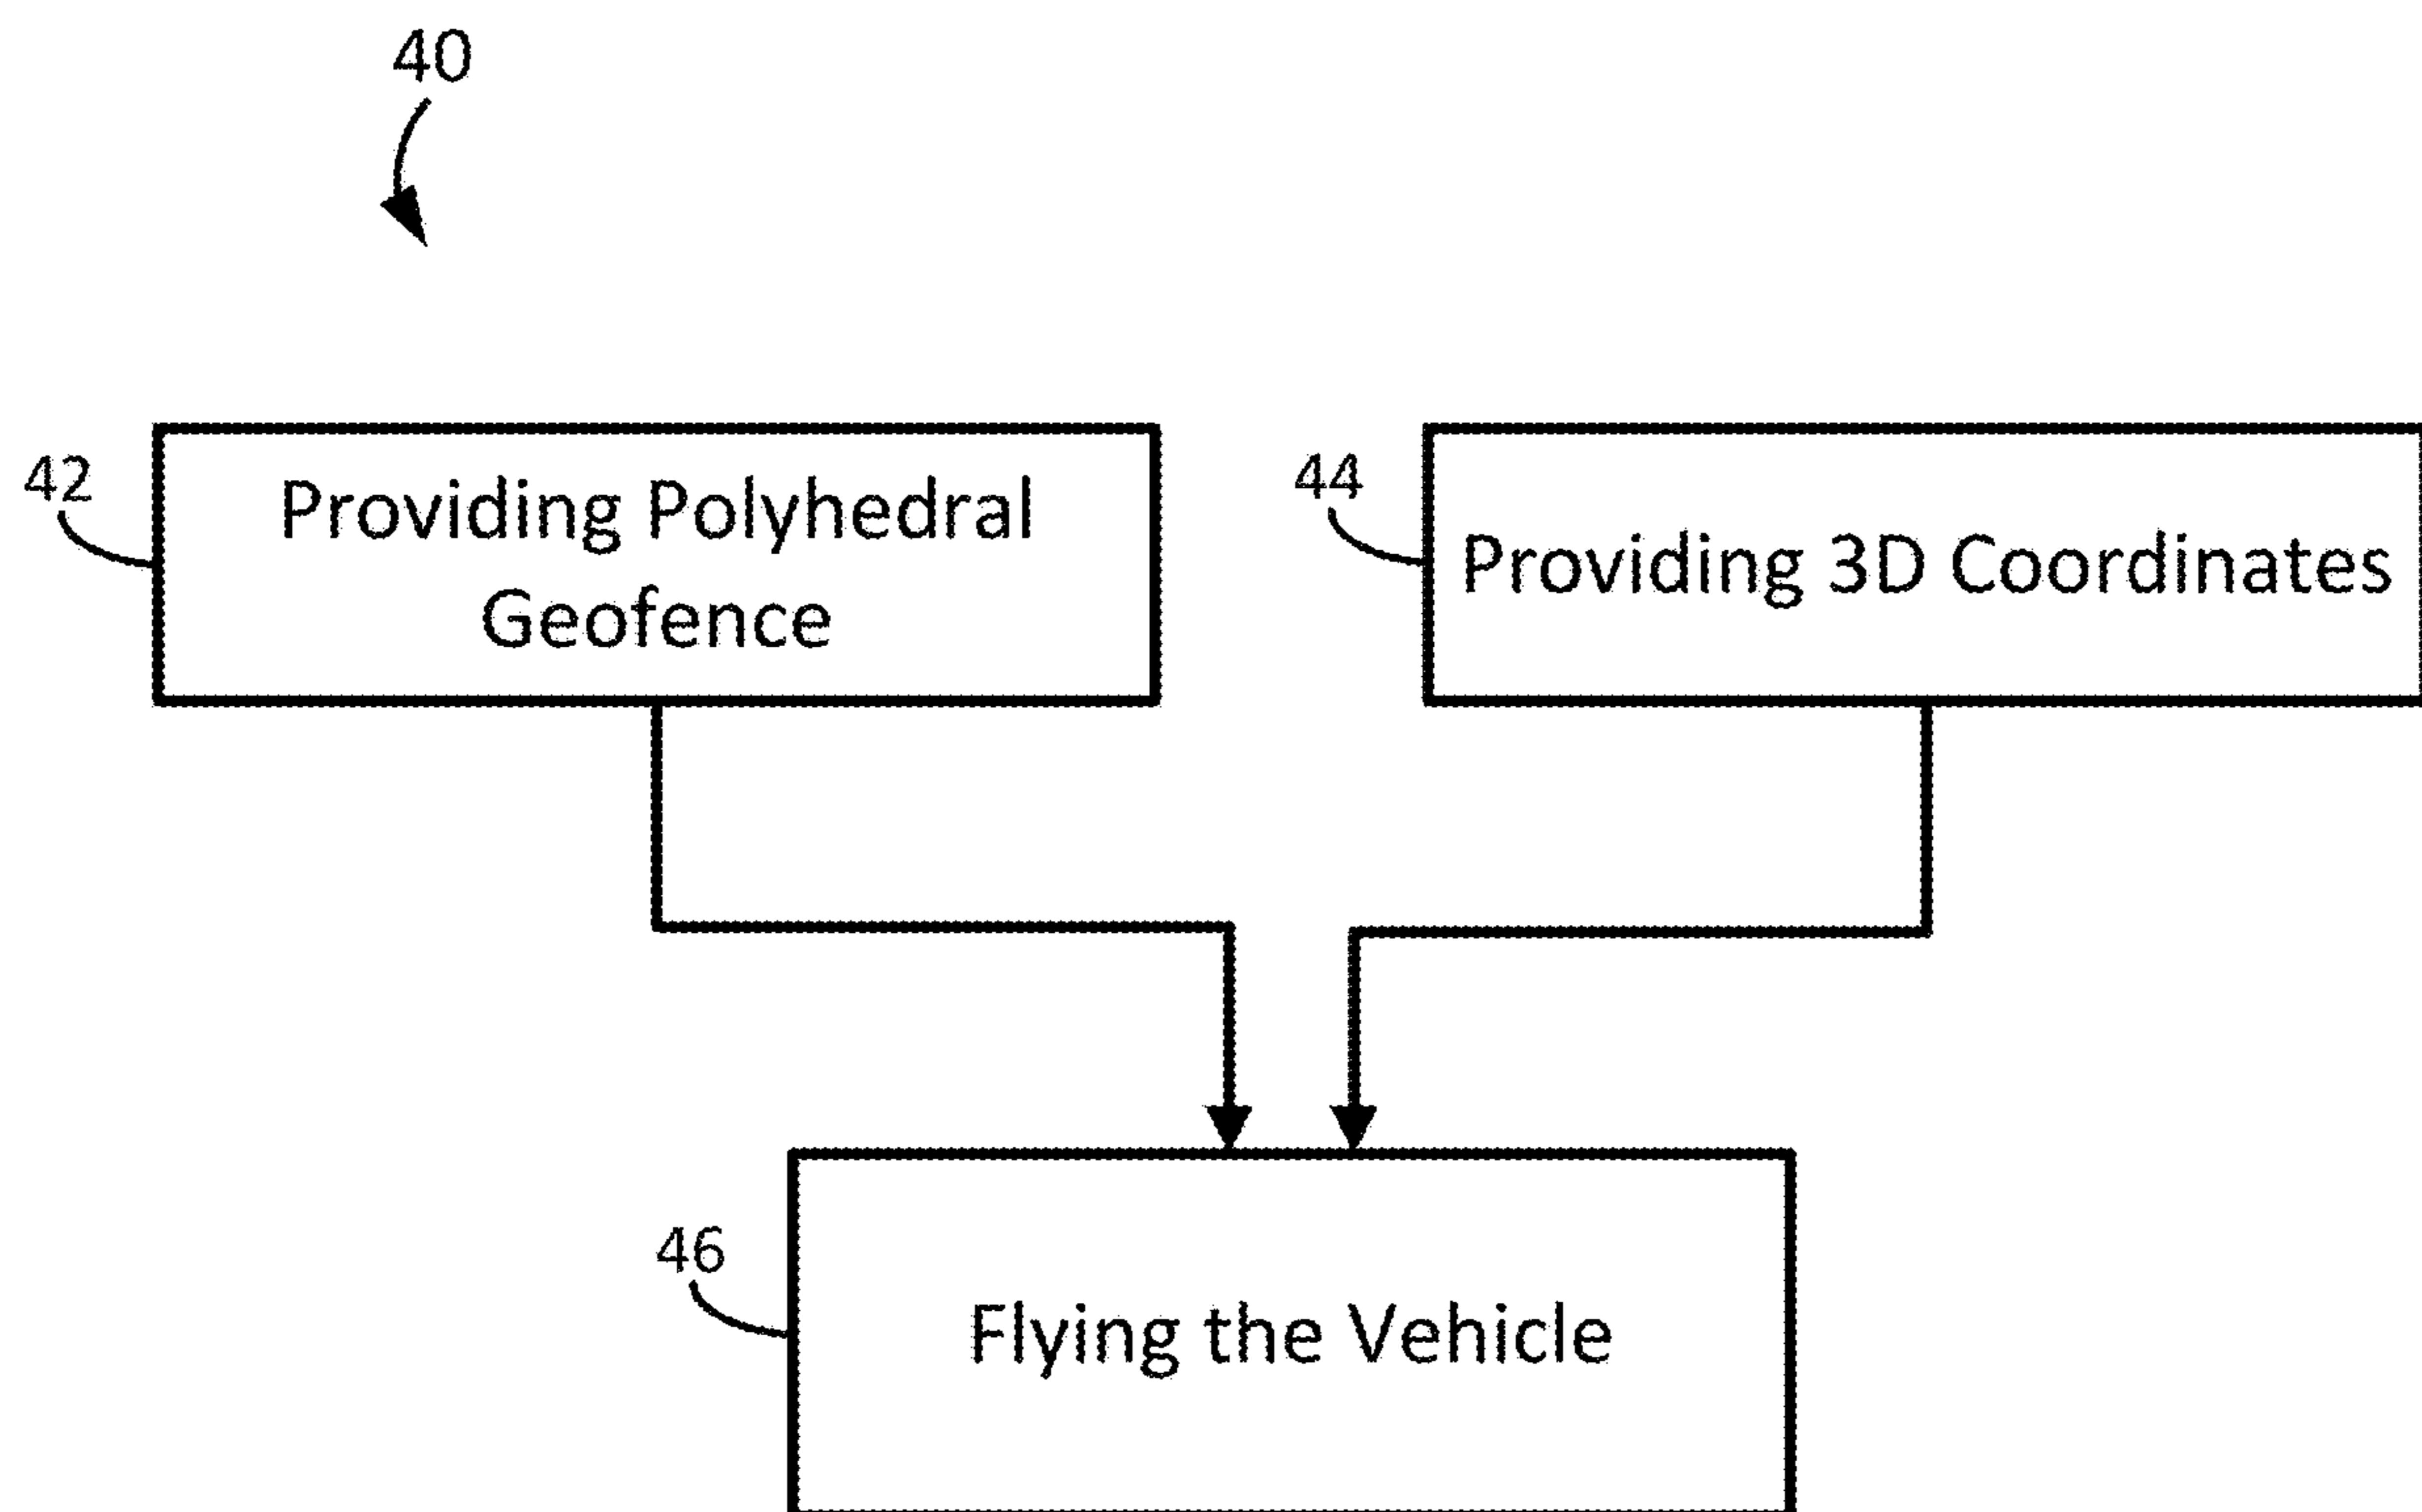 40
42
Providing Polyhedral
Geofence
44
Providing 3D Coordinates
46
Flying the Vehicle